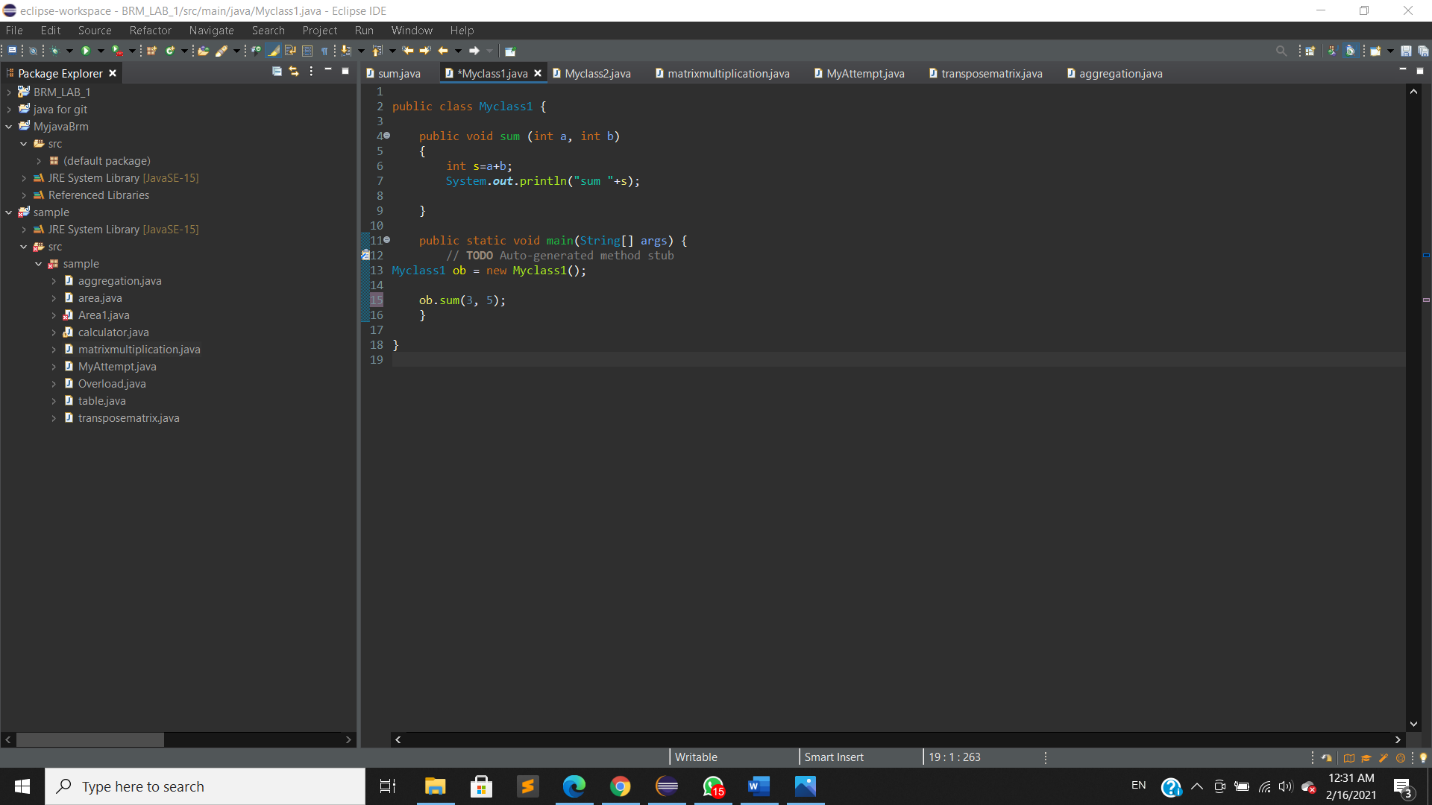 eclipse-workspace - BRM_LAB_1/src/main/java/Myclass1.java - Eclipse IDE
File Edit Source Refactor Navigate Search Project Run Window Help
Package Explorer
BRM_LAB_1
java for git
MyjavaBrm
src
(default package)
JRE System Library [JavaSE-15]
Referenced Libraries
sample
JRE System Library [JavaSE-15]
src
sample
aggregation.java
area.java
Area1.java
calculator.java
matrixmultiplication.java
MyAttempt.java
Overload.java
table.java
transposematrix.java
sum.java *Myclass1.java Myclass2.java matrixmultiplication.java MyAttempt.java transposematrix.java aggregation.java
1
2 public class Myclass1 {
3
4 public void sum (int a, int b)
5 {
6 int s=a+b;
7 System.out.println("sum "+s);
8
9 }
10
11 public static void main(String[] args) {
12 // TODO Auto-generated method stub
13 Myclass1 ob = new Myclass1();
14
15 ob.sum(3, 5);
16 }
17
18 }
19
Writable Smart Insert 19 : 1 : 263
Type here to search
15
W
EN
12:31 AM
2/16/2021
3